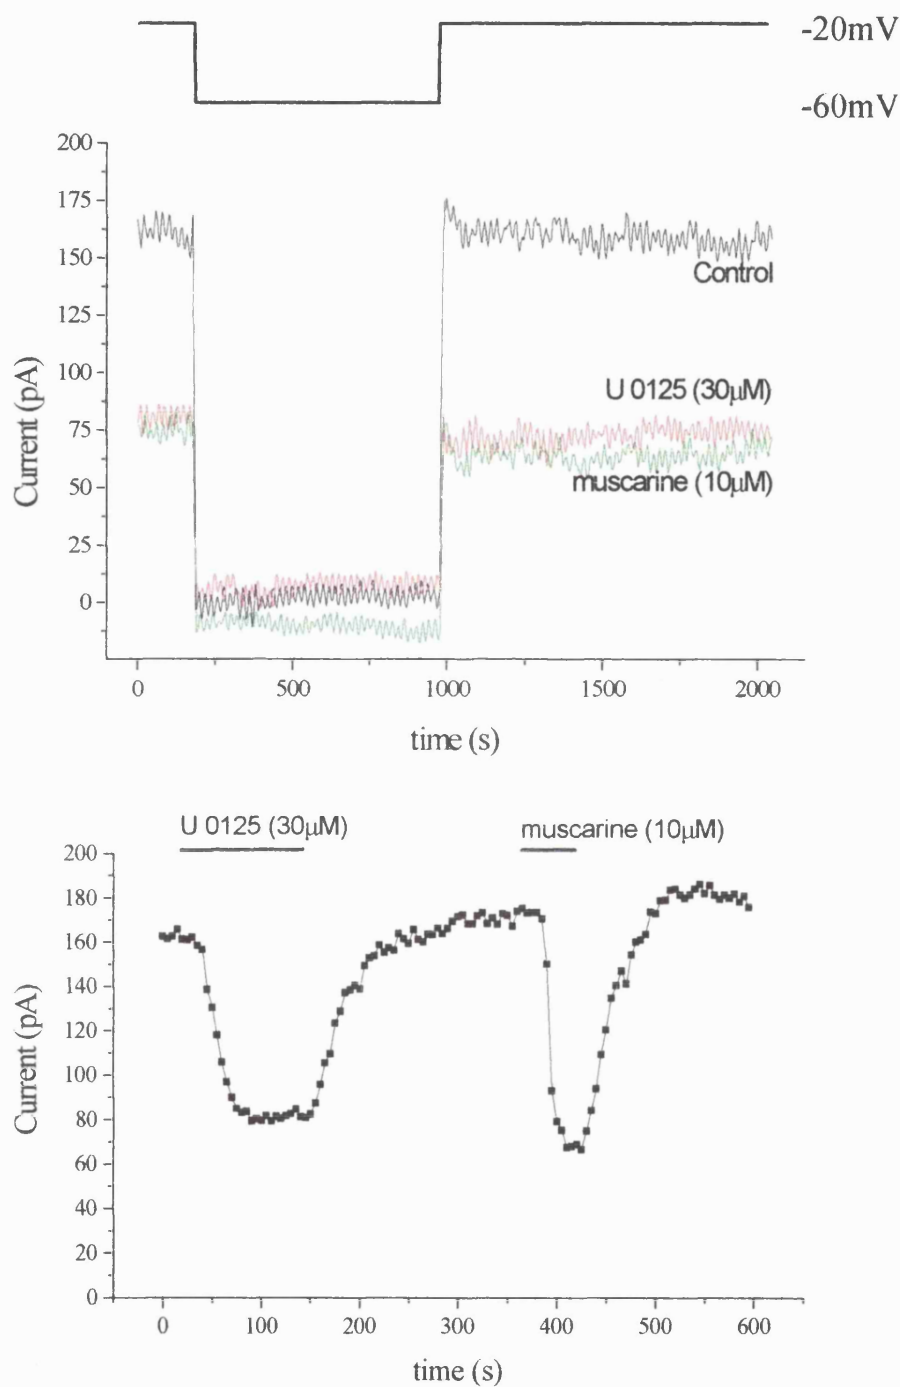 -20mV
-60mV
200
175
150
125
100
75
50
25
0
Current (pA)
Control
U 0125 (30µM)
muscarine (10µM)
0 500 1000 1500 2000
time (s)
U 0125 (30µM) muscarine (10µM)
200
180
160
140
120
100
80
60
40
20
0
Current (pA)
0 100 200 300 400 500 600
time (s)